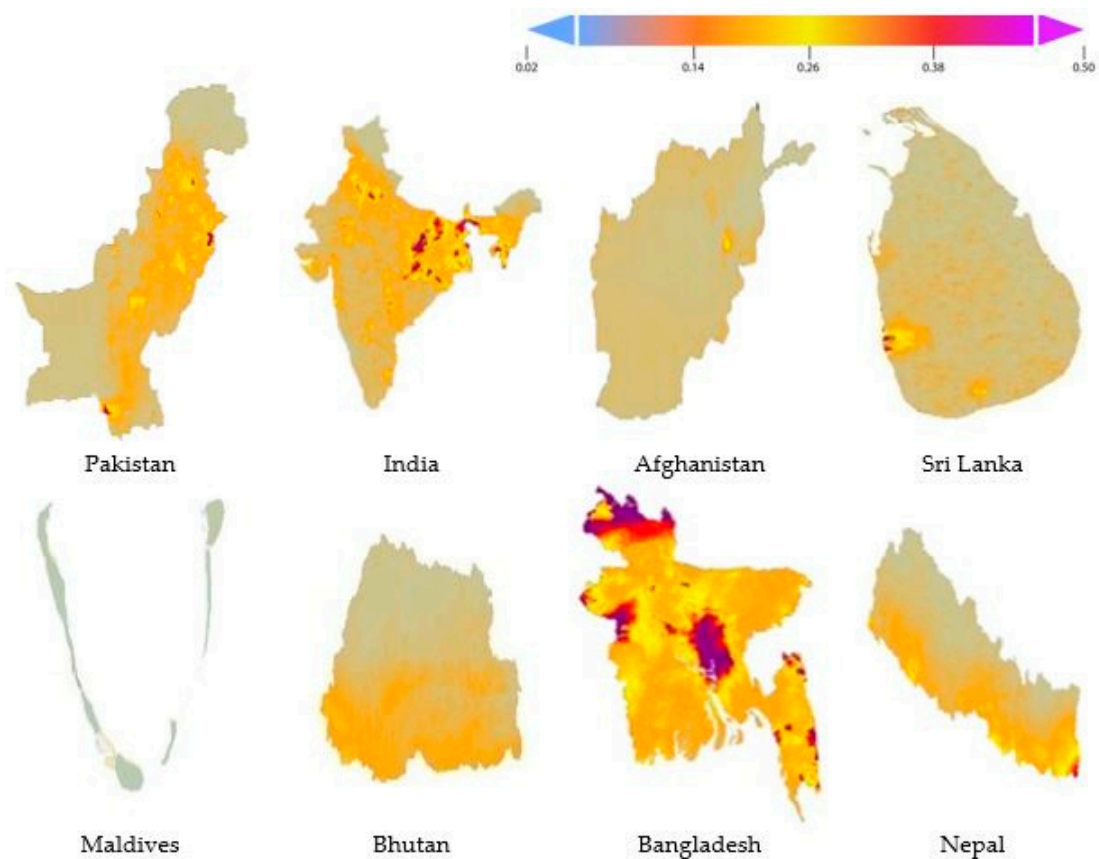 0.02 0.14 0.26 0.38 0.50
Pakistan India Afghanistan Sri Lanka
Maldives Bhutan Bangladesh Nepal